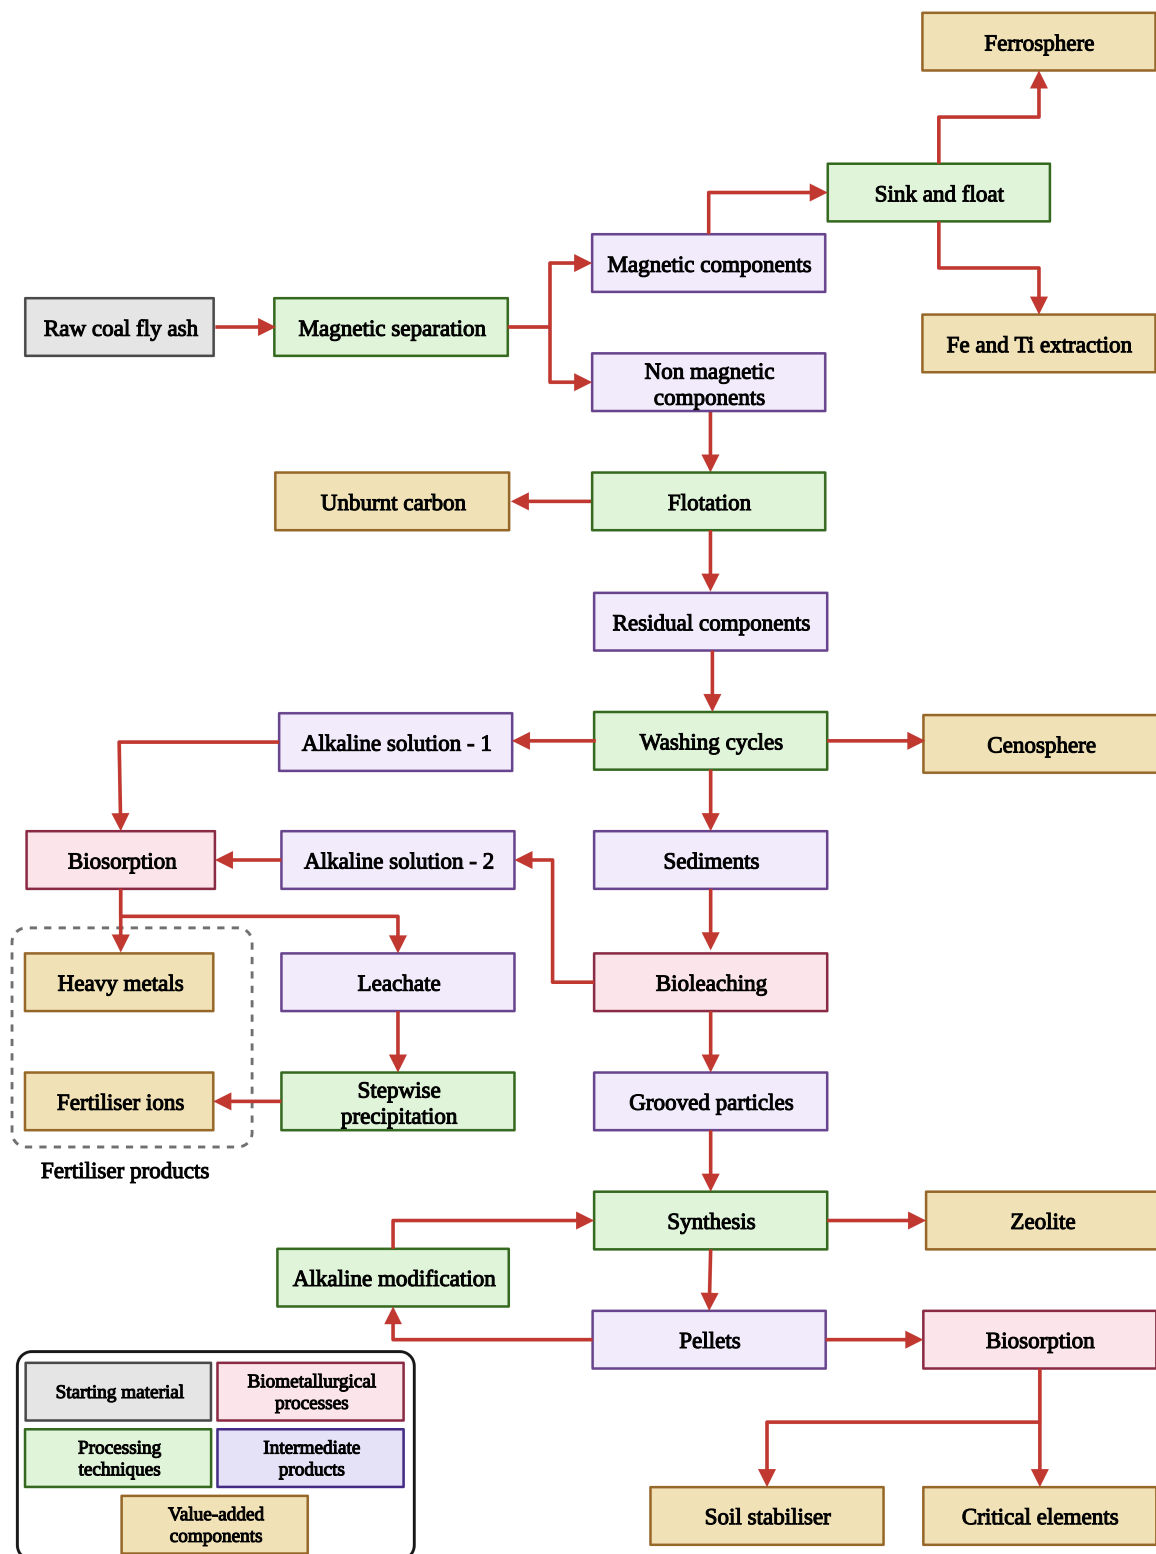 Ferrosphere
Sink and float
Magnetic components
Raw coal fly ash
Magnetic separation
Fe and Ti extraction
Non magnetic
components
Unburnt carbon
Flotation
Residual components
Alkaline solution - 1
Washing cycles
Cenosphere
Biosorption
Alkaline solution - 2
Sediments
Heavy metals
Leachate
Bioleaching
Fertiliser ions
Stepwise
precipitation
Grooved particles
Fertiliser products
Synthesis
Zeolite
Alkaline modification
Pellets
Biosorption
Starting material
Biometallurgical
processes
Processing
techniques
Intermediate
products
Value-added
components
Soil stabiliser
Critical elements